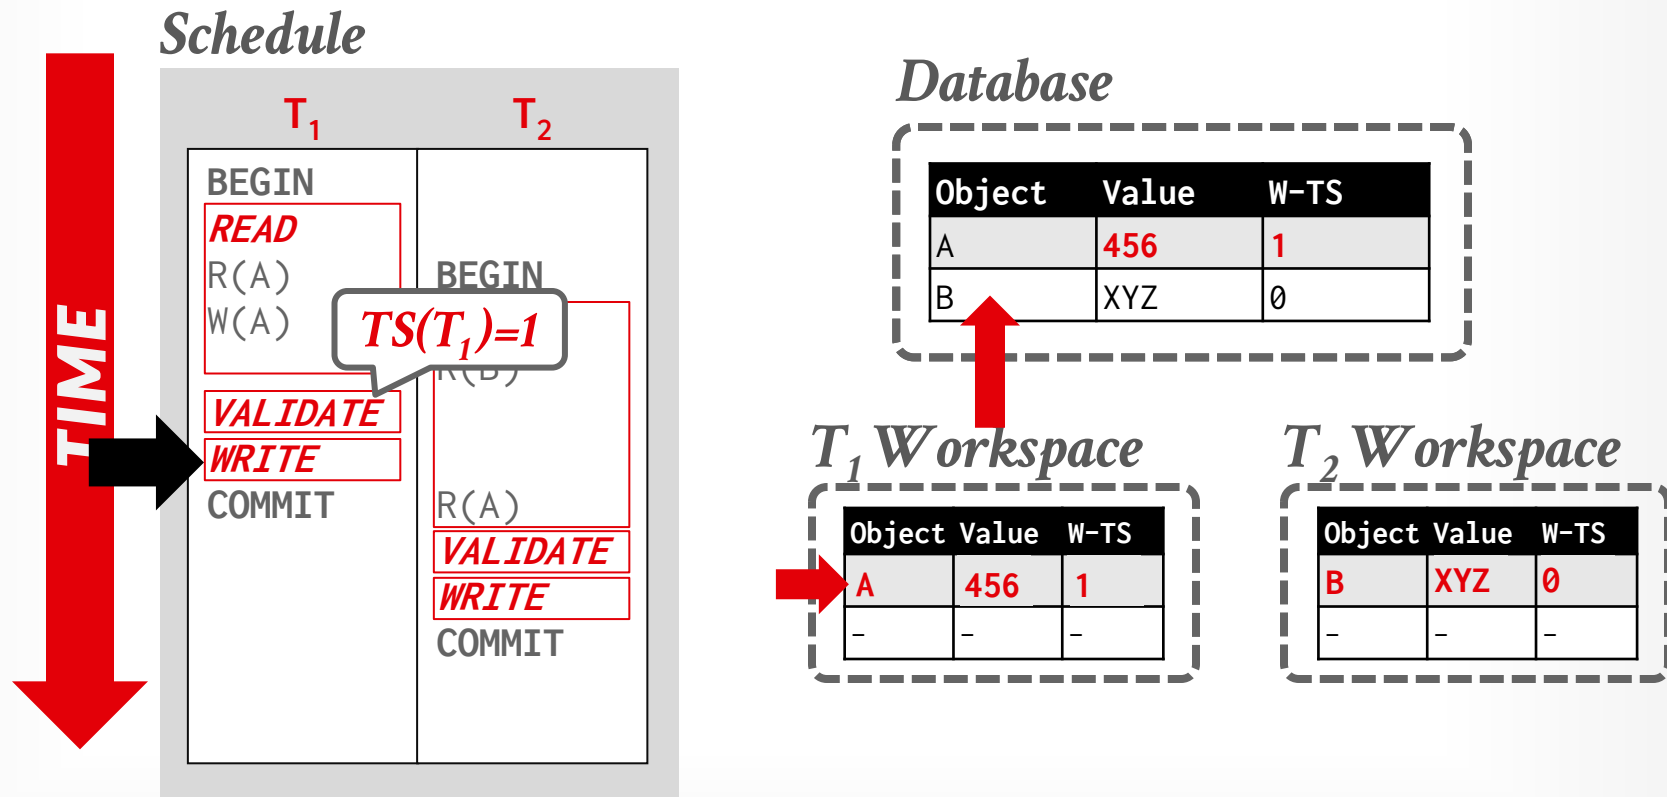 Schedule
TIME
T1 T2
BEGIN
READ
R(A)
W(A)
VALIDATE
WRITE
COMMIT
BEGIN
TS(T1)=1
R(B)
R(A)
VALIDATE
WRITE
COMMIT
Database
Object Value W-TS
A 456 1
B XYZ 0
T1 Workspace
Object Value W-TS
A 456 1
- - -
T2 Workspace
Object Value W-TS
B XYZ 0
- - -